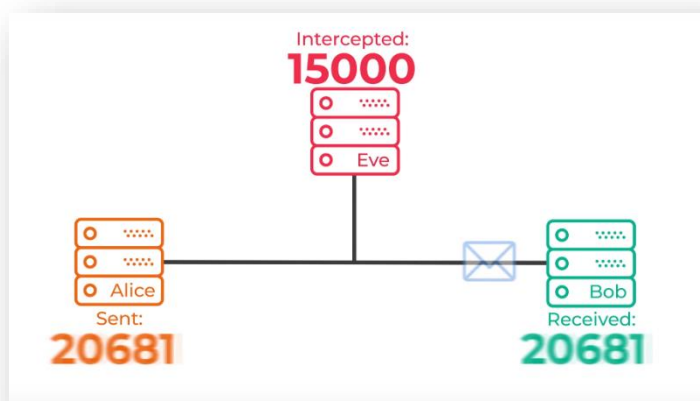 Intercepted:
15000
Eve
Alice
Sent:
20681
Bob
Received:
20681